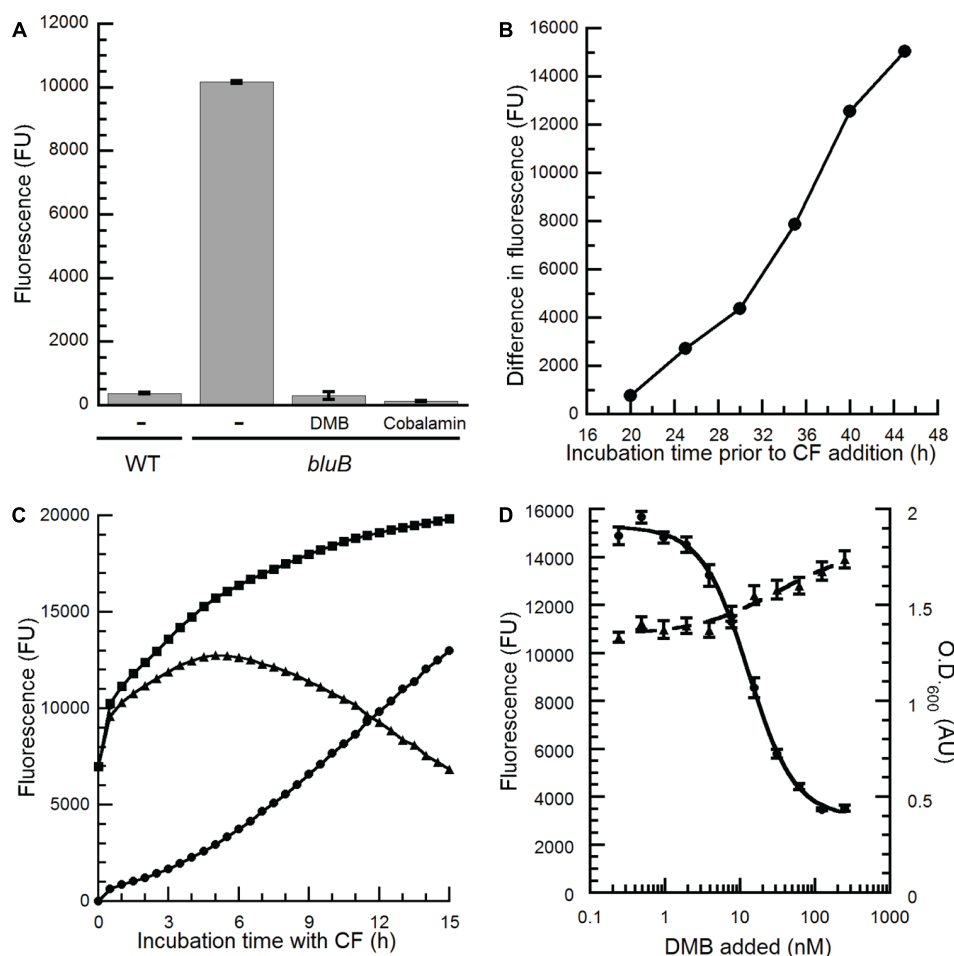 A
12000
10000
8000
6000
4000
2000
0
Fluorescence (FU)
-
-
DMB
Cobalamin
WT
bluB
B
16000
14000
12000
10000
8000
6000
4000
2000
0
Difference in fluorescence (FU)
16 20 24 28 32 36 40 44 48
Incubation time prior to CF addition (h)
C
20000
15000
10000
5000
0
Fluorescence (FU)
0 3 6 9 12 15
Incubation time with CF (h)
D
16000
14000
12000
10000
8000
6000
4000
2000
0
Fluorescence (FU)
2
1.5
1
0.5
0
O.D.600 (AU)
0.1 1 10 100 1000
DMB added (nM)